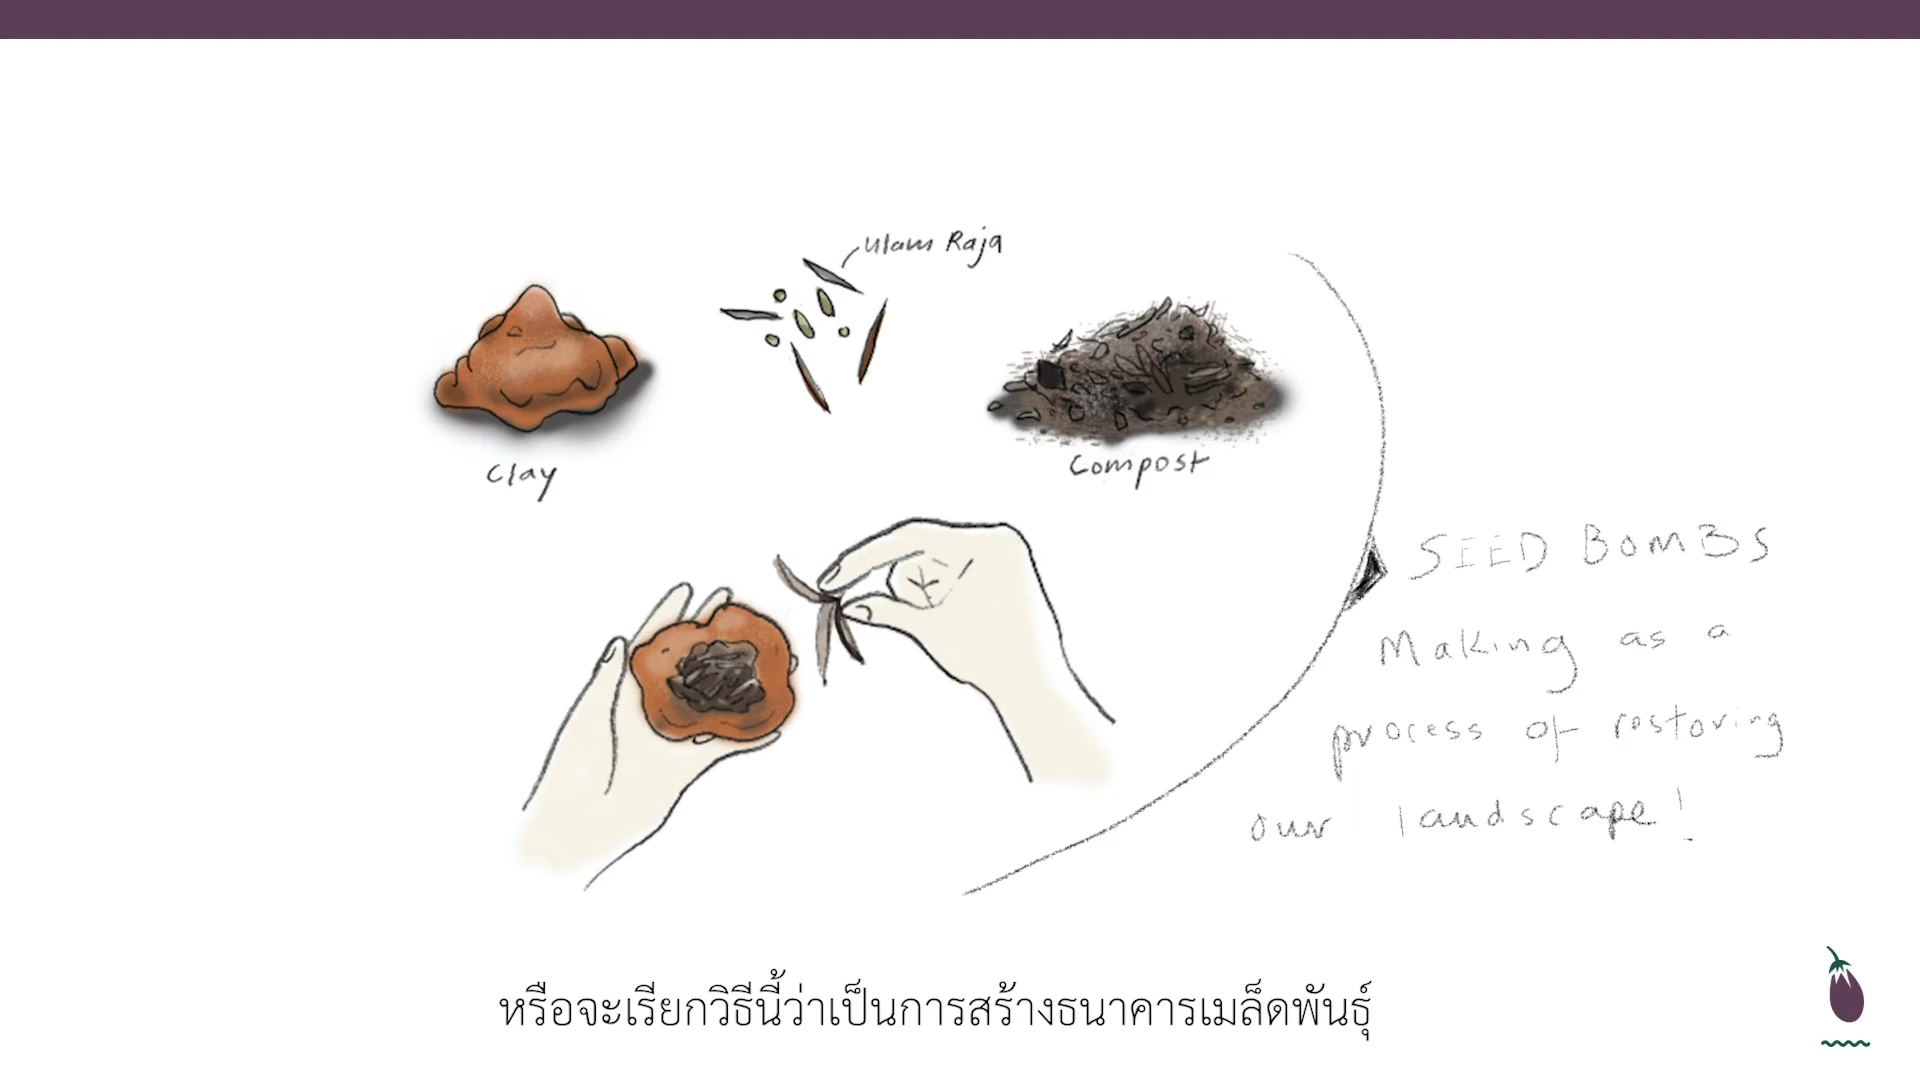 Ulam Raja
Clay
Compost
SEED BOMBS
Making as a
process of restoring
our landscape!
หรือจะเรียกวิธีนี้ว่าเป็นการสร้างธนาคารเมล็ดพันธุ์